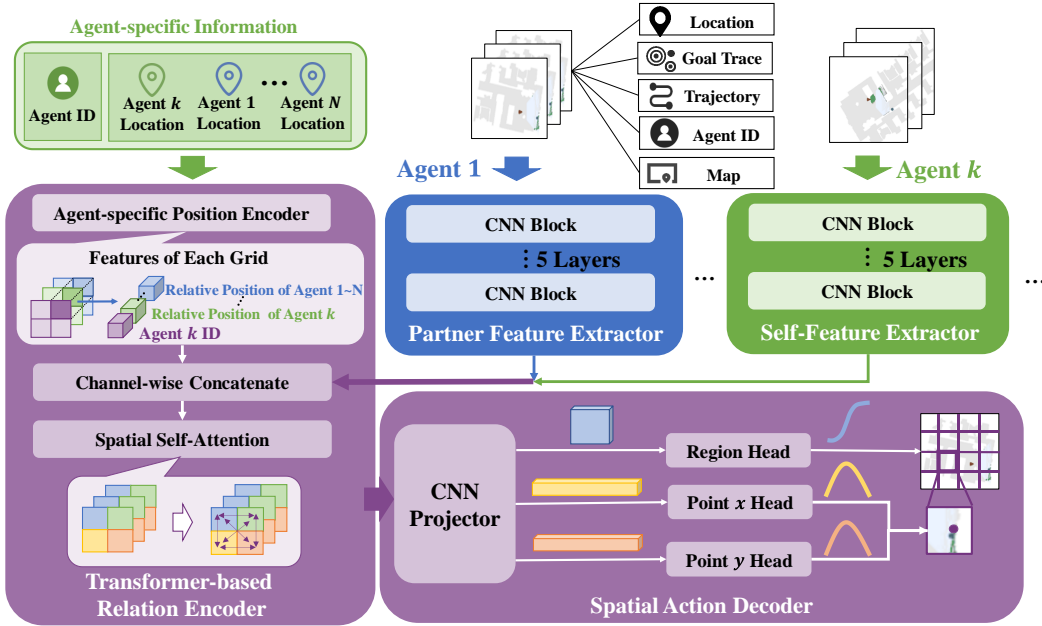 Agent-specific Information
Agent ID
Agent k
Location
Agent 1
Location
...
Agent N
Location
Location
Goal Trace
Trajectory
Agent ID
Map
Agent 1
Agent k
Agent-specific Position Encoder
Features of Each Grid
Relative Position of Agent 1~N
Relative Position of Agent k
Agent k ID
Channel-wise Concatenate
Spatial Self-Attention
Transformer-based
Relation Encoder
CNN Block
⋮ 5 Layers
CNN Block
Partner Feature Extractor
...
CNN Block
⋮ 5 Layers
CNN Block
Self-Feature Extractor
...
CNN
Projector
Region Head
Point x Head
Point y Head
Spatial Action Decoder